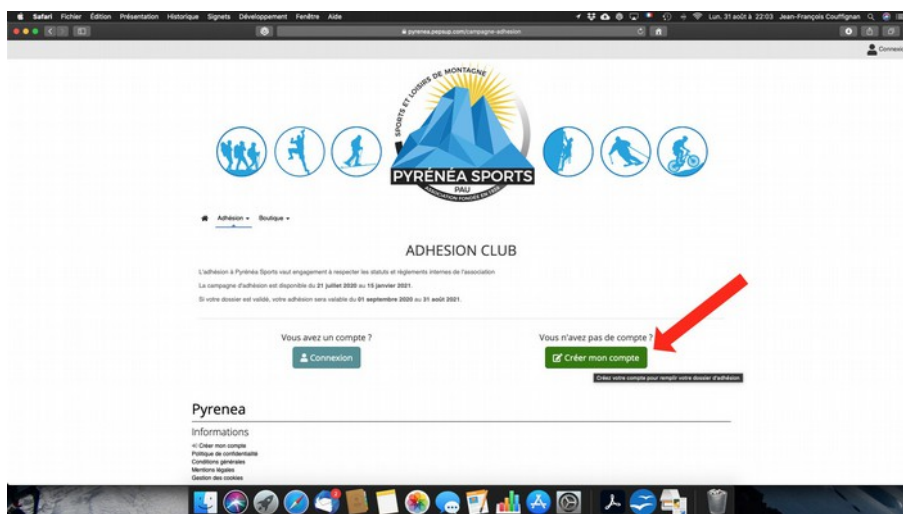 Safari Fichier Édition Présentation Historique Signets Développement Fenêtre Aide
Lun. 31 août à 22:03 Jean-François Couffignan
pyrenea.pepsup.com/campagne-adhesion
Connexi
SPORTS ET LOISIRS DE MONTAGNE
PYRÉNÉA SPORTS
PAU
Adhésion
Boutique
ADHESION CLUB
L'adhésion à Pyrénéa Sports vaut engagement à respecter les statuts et règlements internes de l'association
La campagne d'adhésion est disponible du 21 juillet 2020 au 15 janvier 2021.
Si votre dossier est validé, votre adhésion sera valable du 01 septembre 2020 au 31 août 2021.
Vous avez un compte ?
Vous n'avez pas de compte ?
Connexion
Créer mon compte
Créez votre compte pour remplir votre dossier d'adhésion
Pyrenea
Informations
Créer mon compte
Politique de confidentialité
Conditions générales
Mentions légales
Gestion des cookies